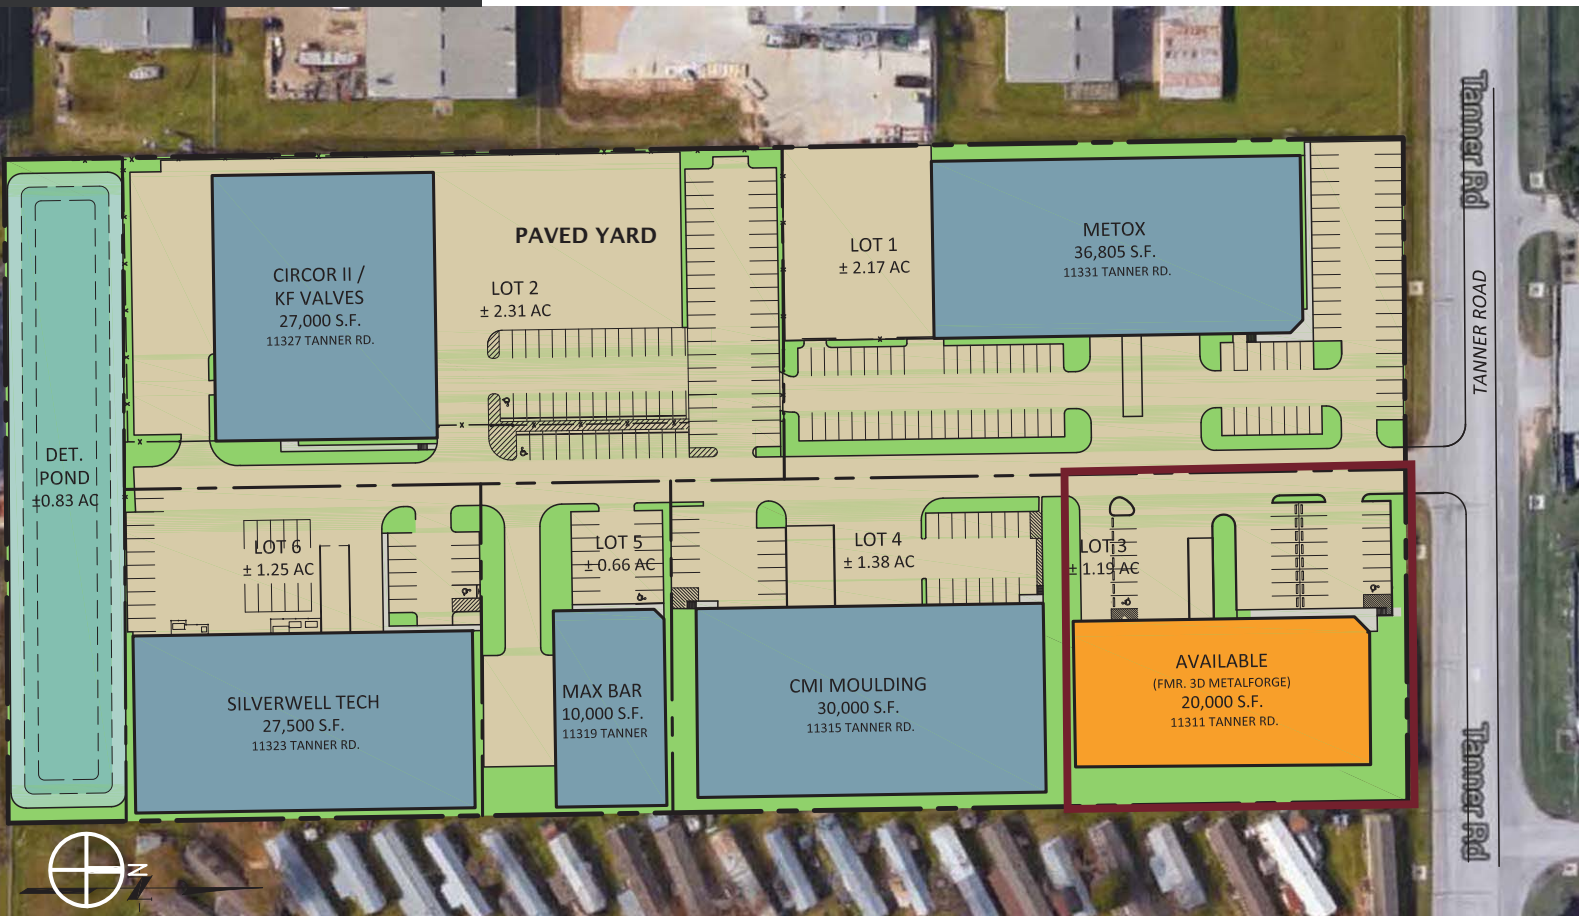 Tanner Rd
PAVED YARD
METOX
36,805 S.F.
11331 TANNER RD.
LOT 1
± 2.17 AC
CIRCOR II /
KF VALVES
27,000 S.F.
11327 TANNER RD.
LOT 2
± 2.31 AC
TANNER ROAD
DET.
POND
±0.83 AC
LOT 6
± 1.25 AC
LOT 5
± 0.66 AC
LOT 4
± 1.38 AC
LOT 3
± 1.19 AC
SILVERWELL TECH
27,500 S.F.
11323 TANNER RD.
MAX BAR
10,000 S.F.
11319 TANNER
CMI MOULDING
30,000 S.F.
11315 TANNER RD.
AVAILABLE
(FMR. 3D METALFORGE)
20,000 S.F.
11311 TANNER RD.
Tanner Rd
N